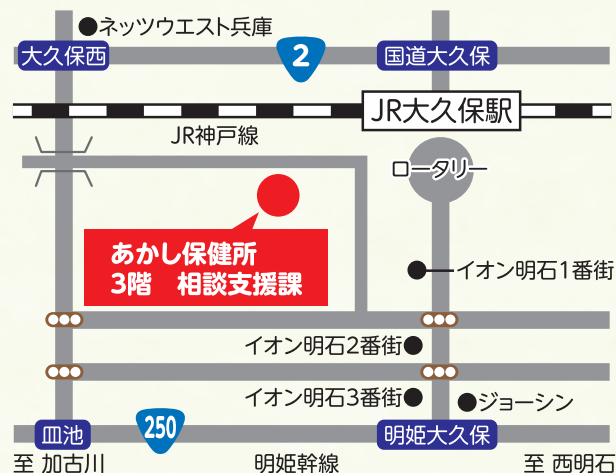 ネッツウエスト兵庫
大久保西
2
国道大久保
JR大久保駅
JR神戸線
ロータリー
あかし保健所
3階 相談支援課
イオン明石1番街
イオン明石2番街
イオン明石3番街
ジョーシン
皿池
250
明姫大久保
至 加古川
明姫幹線
至 西明石